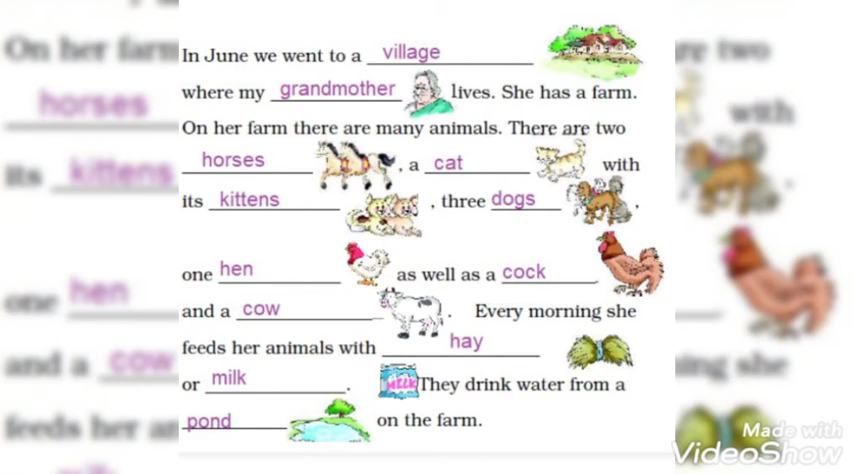 In June we went to a village
where my grandmother lives. She has a farm.
On her farm there are many animals. There are two
horses , a cat with
its kittens , three dogs ,
one hen as well as a cock
and a cow . Every morning she
feeds her animals with hay
or milk . MILK They drink water from a
pond on the farm.
Made with
VideoShow